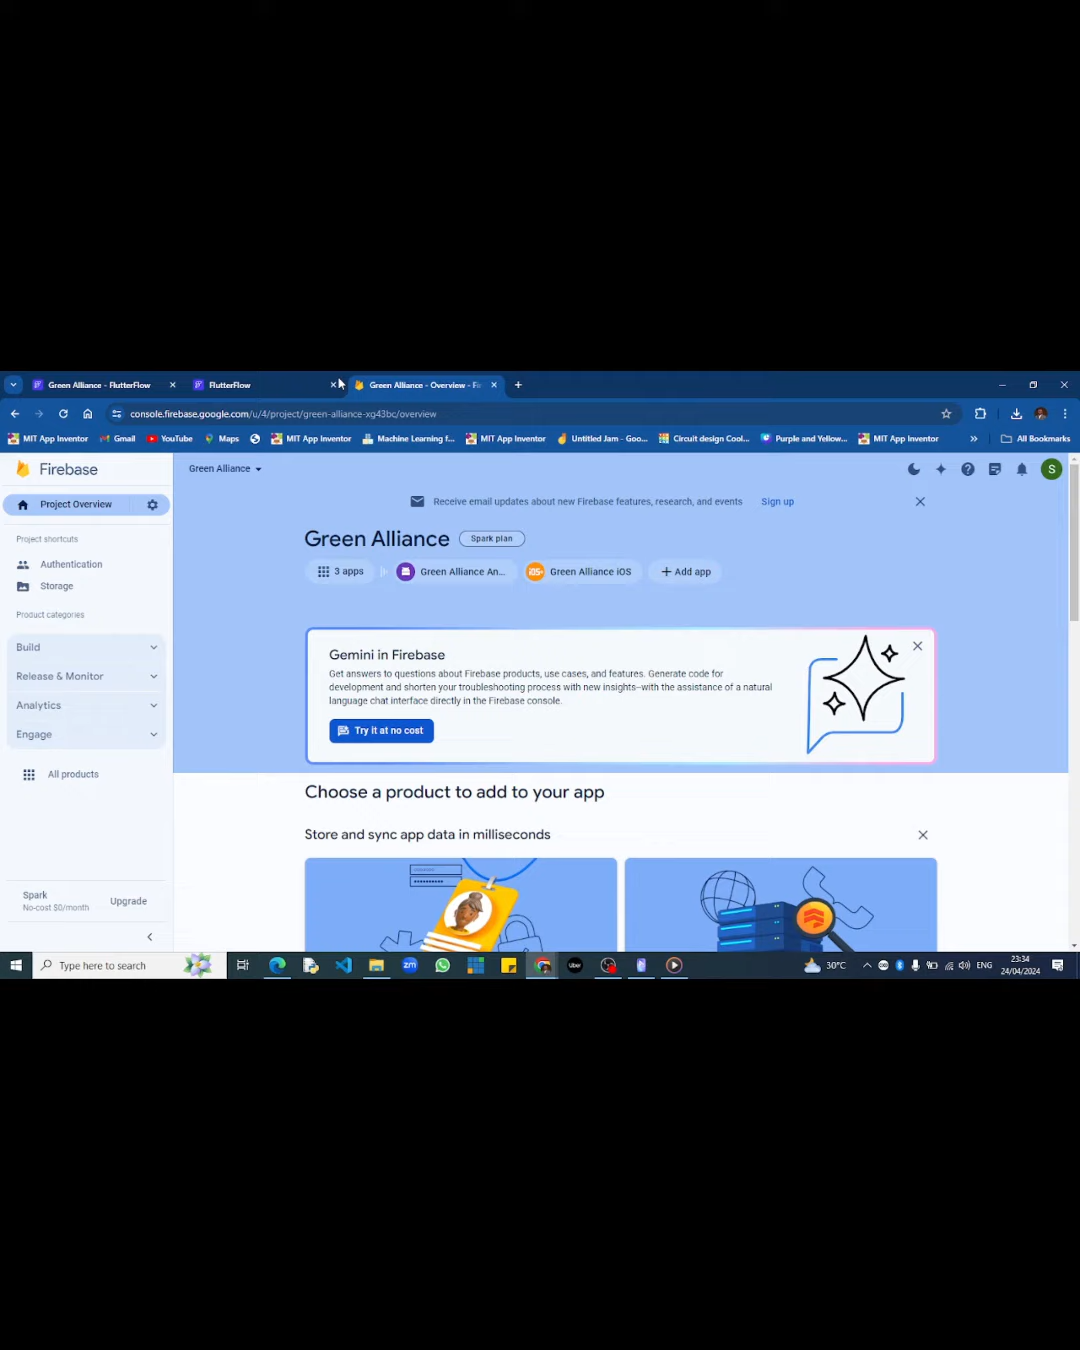 Green Alliance - FlutterFlow
FlutterFlow
Green Alliance - Overview - Fi
console.firebase.google.com/u/4/project/green-alliance-xg43bc/overview
MIT App Inventor
Gmail
YouTube
Maps
MIT App Inventor
Machine Learning f...
MIT App Inventor
Untitled Jam - Goo...
Circuit design Cool...
Purple and Yellow...
MIT App Inventor
»
All Bookmarks
Firebase
Green Alliance
S
Project Overview
Receive email updates about new Firebase features, research, and events Sign up
Project shortcuts
Authentication
Storage
Product categories
Build
Release & Monitor
Analytics
Engage
All products
Spark
No-cost $0/month
Upgrade
Green Alliance
Spark plan
3 apps
Green Alliance An...
iOS+
Green Alliance iOS
+ Add app
Gemini in Firebase
Get answers to questions about Firebase products, use cases, and features. Generate code for
development and shorten your troubleshooting process with new insights–with the assistance of a natural
language chat interface directly in the Firebase console.
Try it at no cost
Choose a product to add to your app
Store and sync app data in milliseconds
Type here to search
zm
Uber
30°C
ENG
23:34
24/04/2024